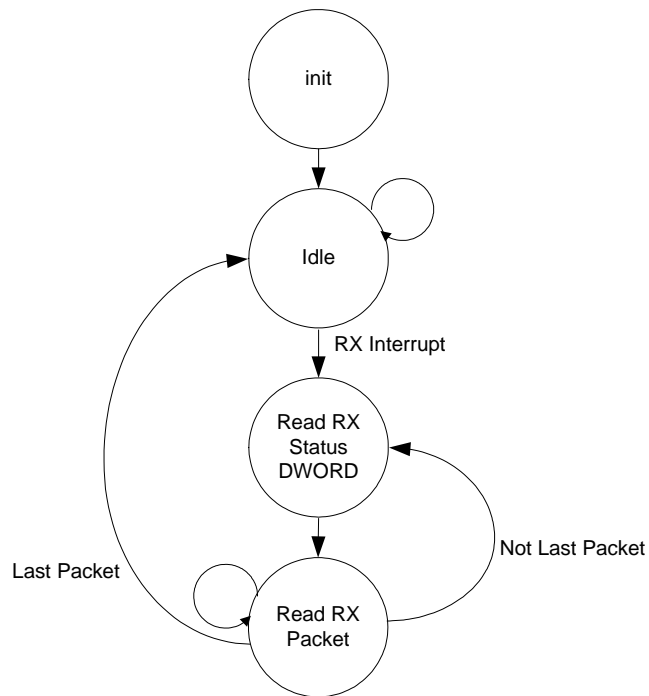 init
Idle
RX Interrupt
Read RX
Status
DWORD
Not Last Packet
Last Packet
Read RX
Packet